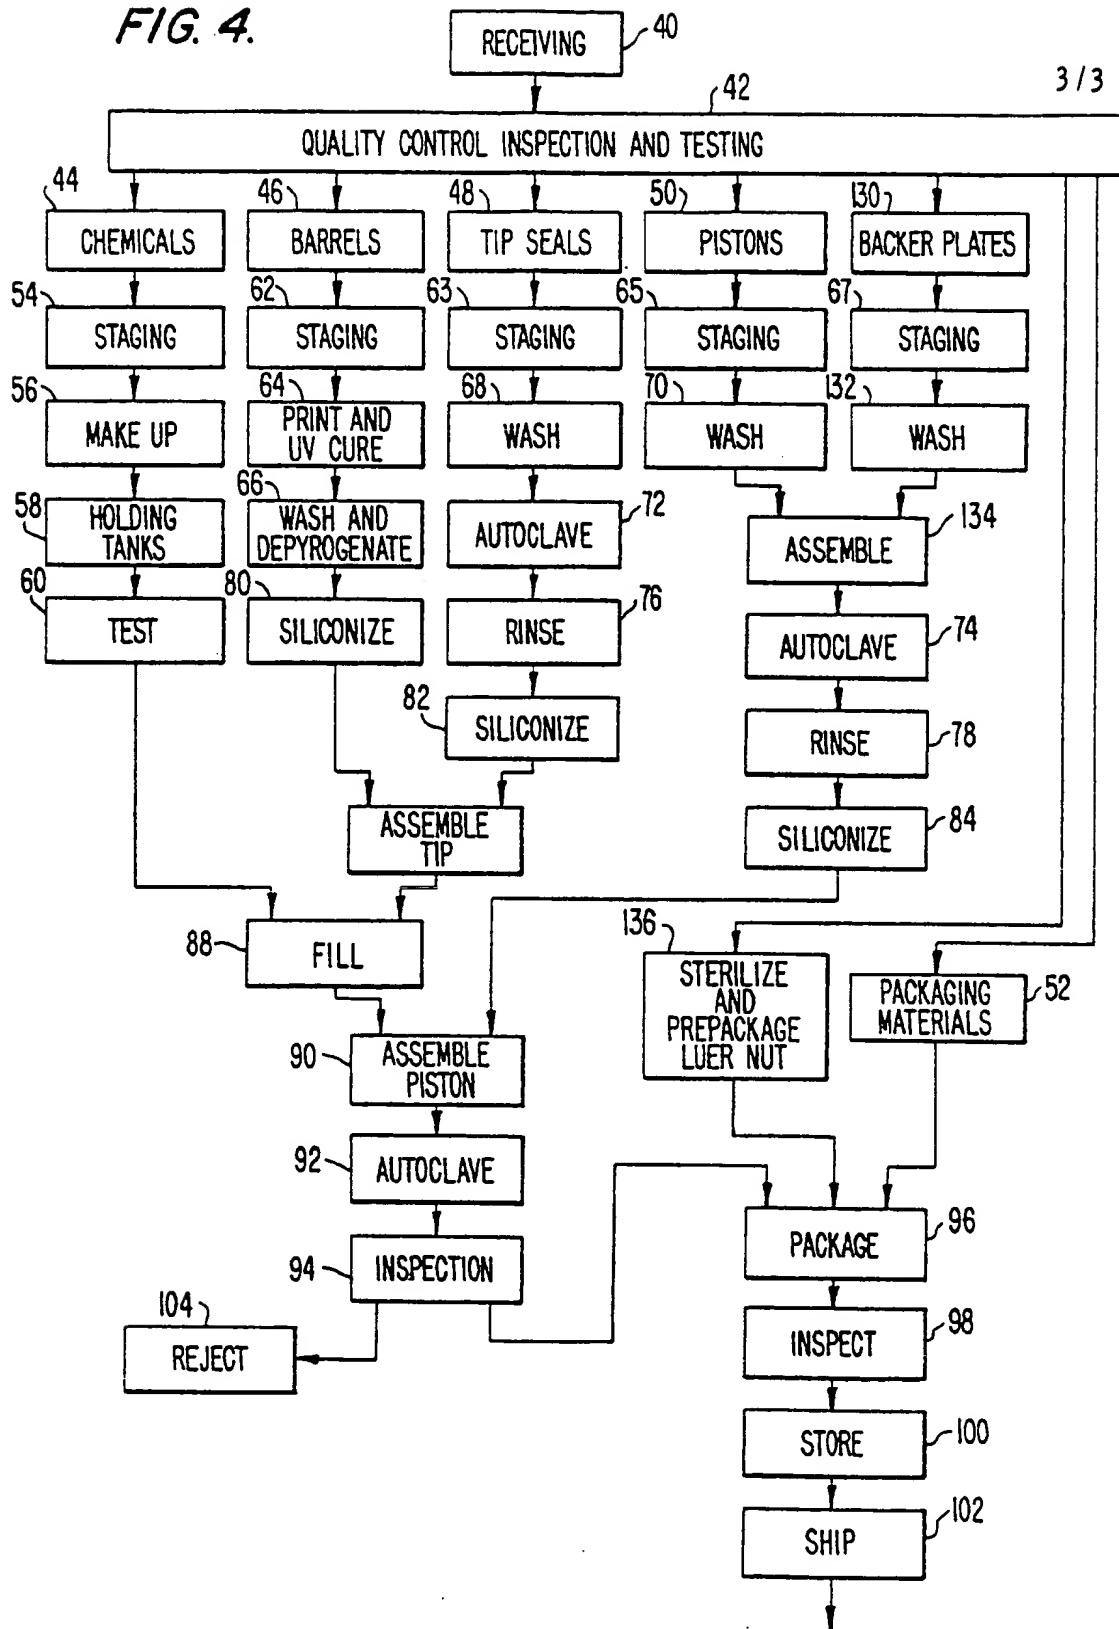 FIG. 4.
RECEIVING
40
3/3
42
QUALITY CONTROL INSPECTION AND TESTING
44
46
48
50
130
CHEMICALS
BARRELS
TIP SEALS
PISTONS
BACKER PLATES
54
62
63
65
67
STAGING
STAGING
STAGING
STAGING
STAGING
56
64
68
70
132
MAKE UP
PRINT AND
UV CURE
WASH
WASH
WASH
58
HOLDING
TANKS
66
WASH AND
DEPYROGENATE
AUTOCLAVE
72
ASSEMBLE
134
60
TEST
80
SILICONIZE
RINSE
76
AUTOCLAVE
74
82
SILICONIZE
RINSE
78
ASSEMBLE
TIP
SILICONIZE
84
88
FILL
136
STERILIZE
AND
PREPACKAGE
LUER NUT
PACKAGING
MATERIALS
52
90
ASSEMBLE
PISTON
92
AUTOCLAVE
94
INSPECTION
PACKAGE
96
104
REJECT
INSPECT
98
STORE
100
SHIP
102